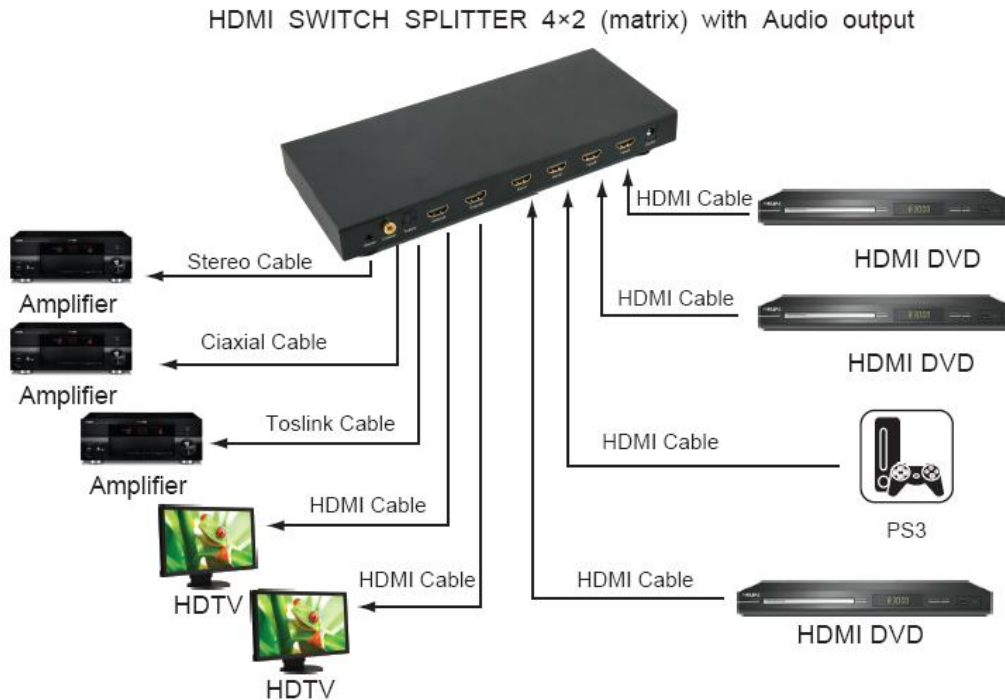 HDMI SWITCH SPLITTER 4×2 (matrix) with Audio output
HDMI Cable
HDMI DVD
Stereo Cable
Amplifier
HDMI Cable
HDMI DVD
Ciaxial Cable
Amplifier
Toslink Cable
Amplifier
HDMI Cable
PS3
HDMI Cable
HDTV
HDMI Cable
HDTV
HDMI Cable
HDMI DVD